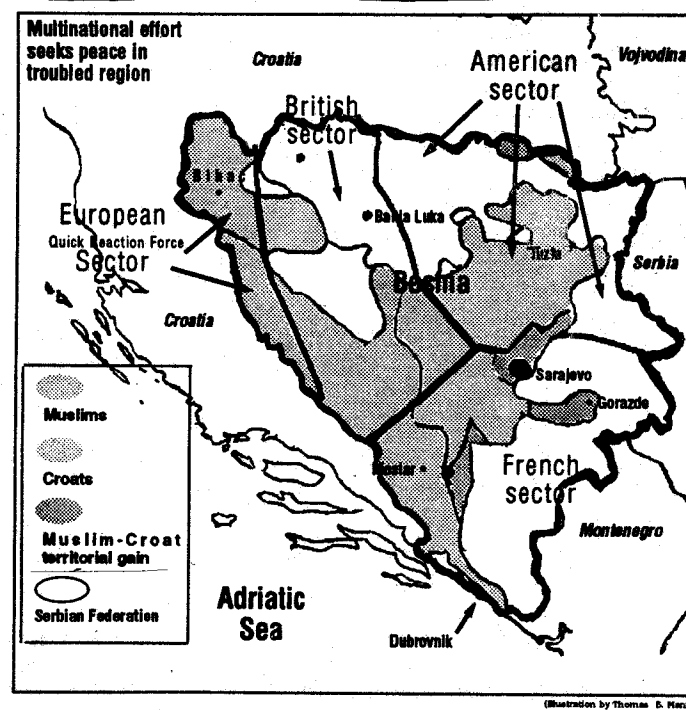 Multinational effort
seeks peace in
troubled region
Croatia
American
sector
Vojvodina
British
sector
Biha
European
Quick Reaction Force
Sector
Banja Luka
Bosnia
Tuzla
Serbia
Croatia
Sarajevo
Gorazde
Mostar
French
sector
Montenegro
Muslims
Croats
Muslim-Croat
territorial gain
Serbian Federation
Adriatic
Sea
Dubrovnik
(Illustration by Thomas B.